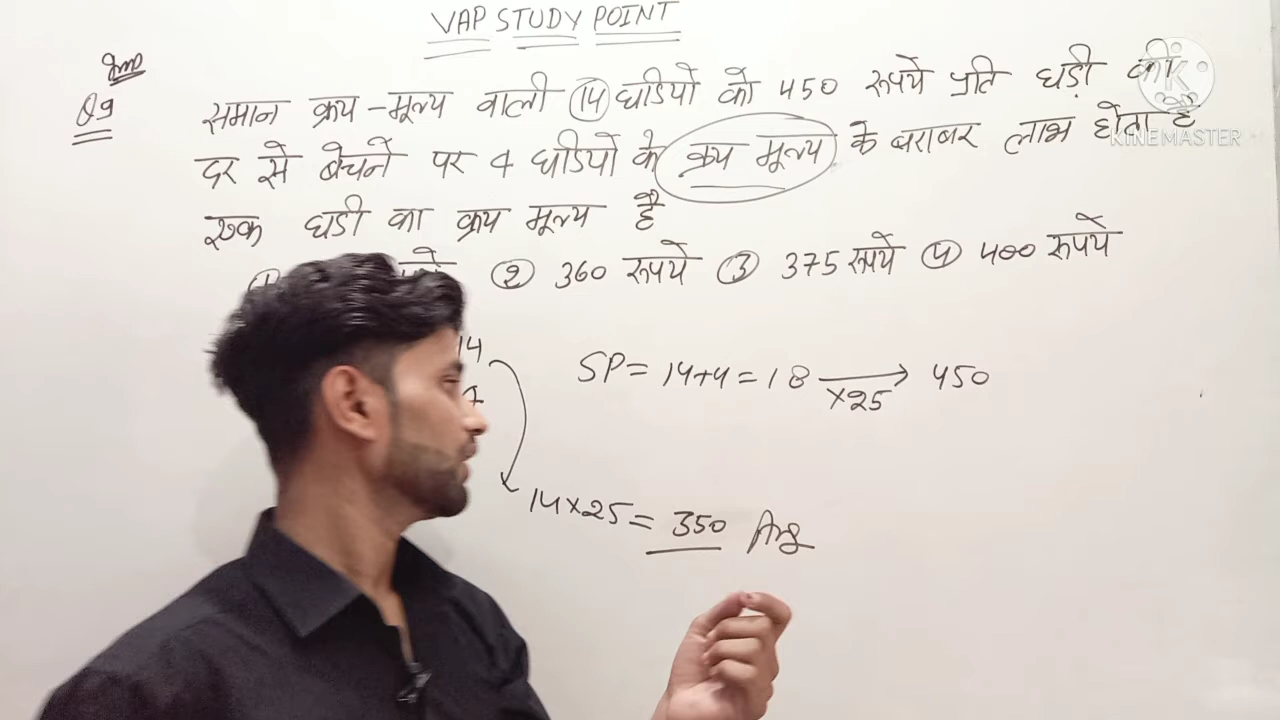 VAP STUDY POINT
Imp
Q9 समान क्रय-मूल्य वाली 14 घडियो को 450 रूपये प्रति घड़ी की
दर से बेचने पर 4 घडियो के क्रय मूल्य के बराबर लाभ होता है
एक घडी का क्रय मूल्य है
② 360 रूपये ③ 375 रूपये ④ 400 रूपये
14
SP = 14+4 = 18 → 450
×25
14×25 = 350 Ans
KINEMASTER